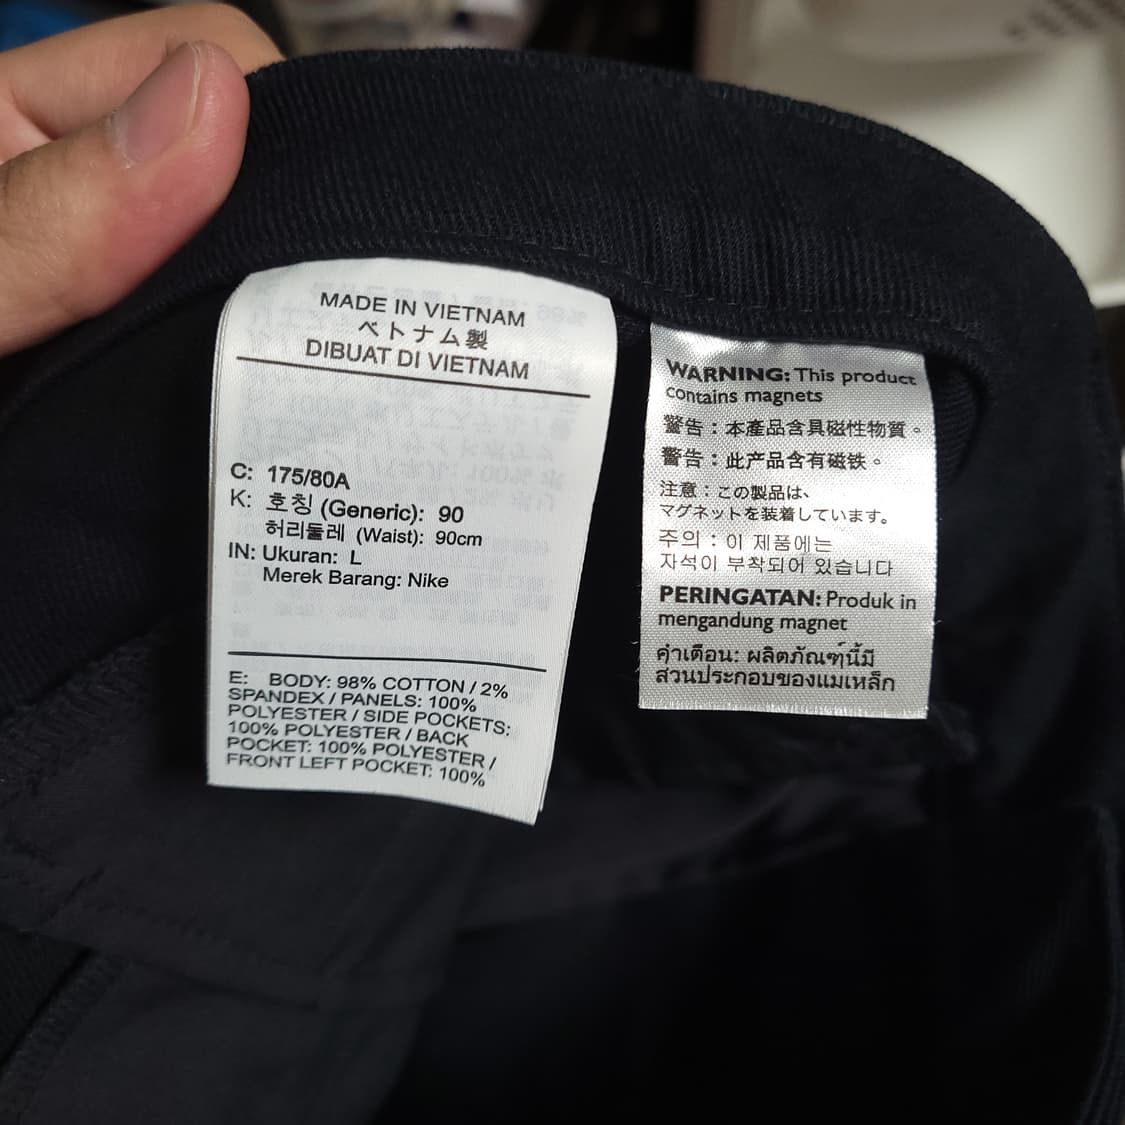 MADE IN VIETNAM
ベトナム製
DIBUAT DI VIETNAM
C: 175/80A
K: 호칭 (Generic): 90
허리둘레 (Waist): 90cm
IN: Ukuran: L
Merek Barang: Nike
E: BODY: 98% COTTON / 2%
SPANDEX / PANELS: 100%
POLYESTER / SIDE POCKETS:
100% POLYESTER / BACK
POCKET: 100% POLYESTER /
FRONT LEFT POCKET: 100%
WARNING: This product
contains magnets
警告：本產品含具磁性物質。
警告：此产品含有磁铁。
注意：この製品は、
マグネットを装着しています。
주의 : 이 제품에는
자석이 부착되어 있습니다
PERINGATAN: Produk in
mengandung magnet
คำเตือน: ผลิตภัณฑ์นี้มี
ส่วนประกอบของแม่เหล็ก